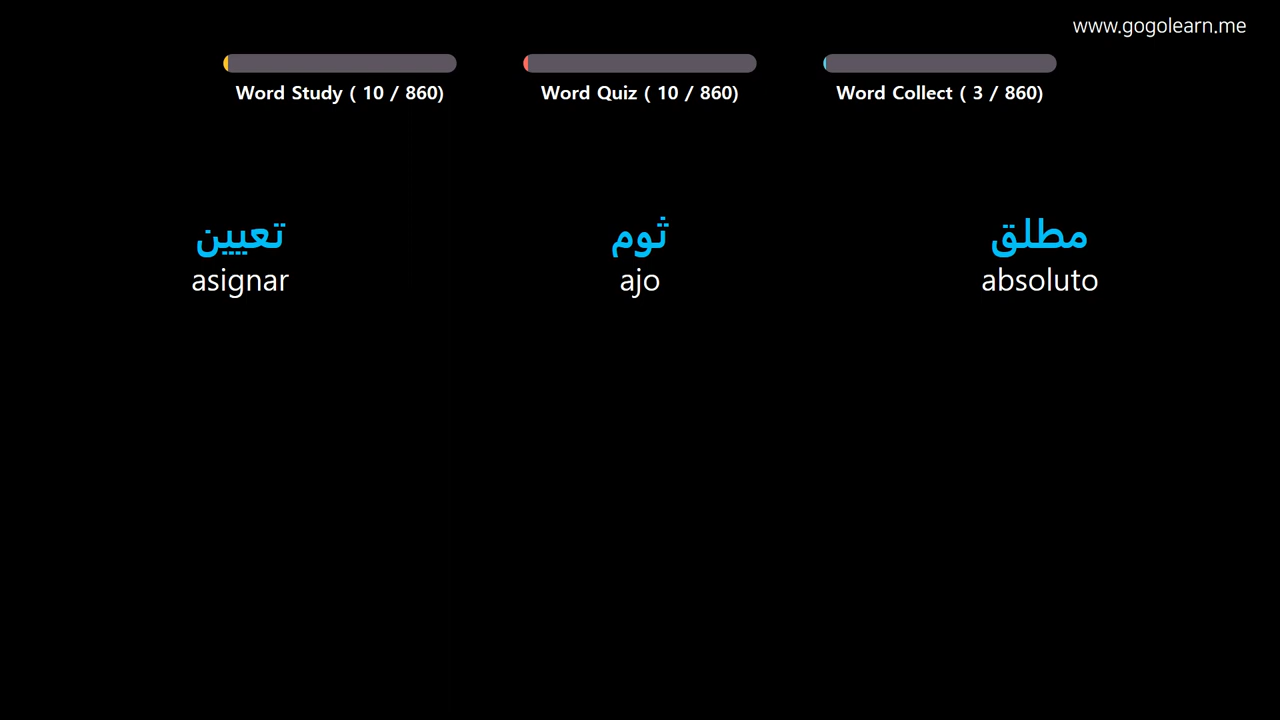 www.gogolearn.me
Word Study ( 10 / 860)
Word Quiz ( 10 / 860)
Word Collect ( 3 / 860)
تعيين
asignar
ثوم
ajo
مطلق
absoluto